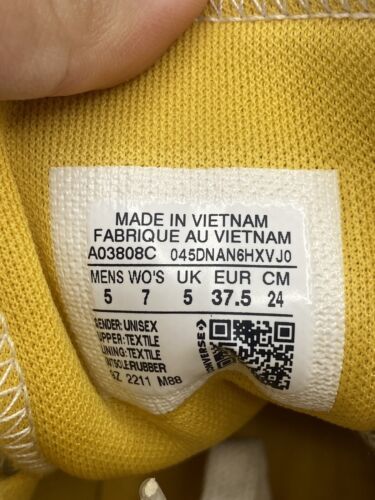 MADE IN VIETNAM
FABRIQUE AU VIETNAM
A03808C 045DNAN6HXVJ0
MENS WO'S UK EUR CM
5 7 5 37.5 24
GENDER: UNISEX
UPPER: TEXTILE
LINING: TEXTILE
OUTSOLE: RUBBER
2211 M88
CONVERSE